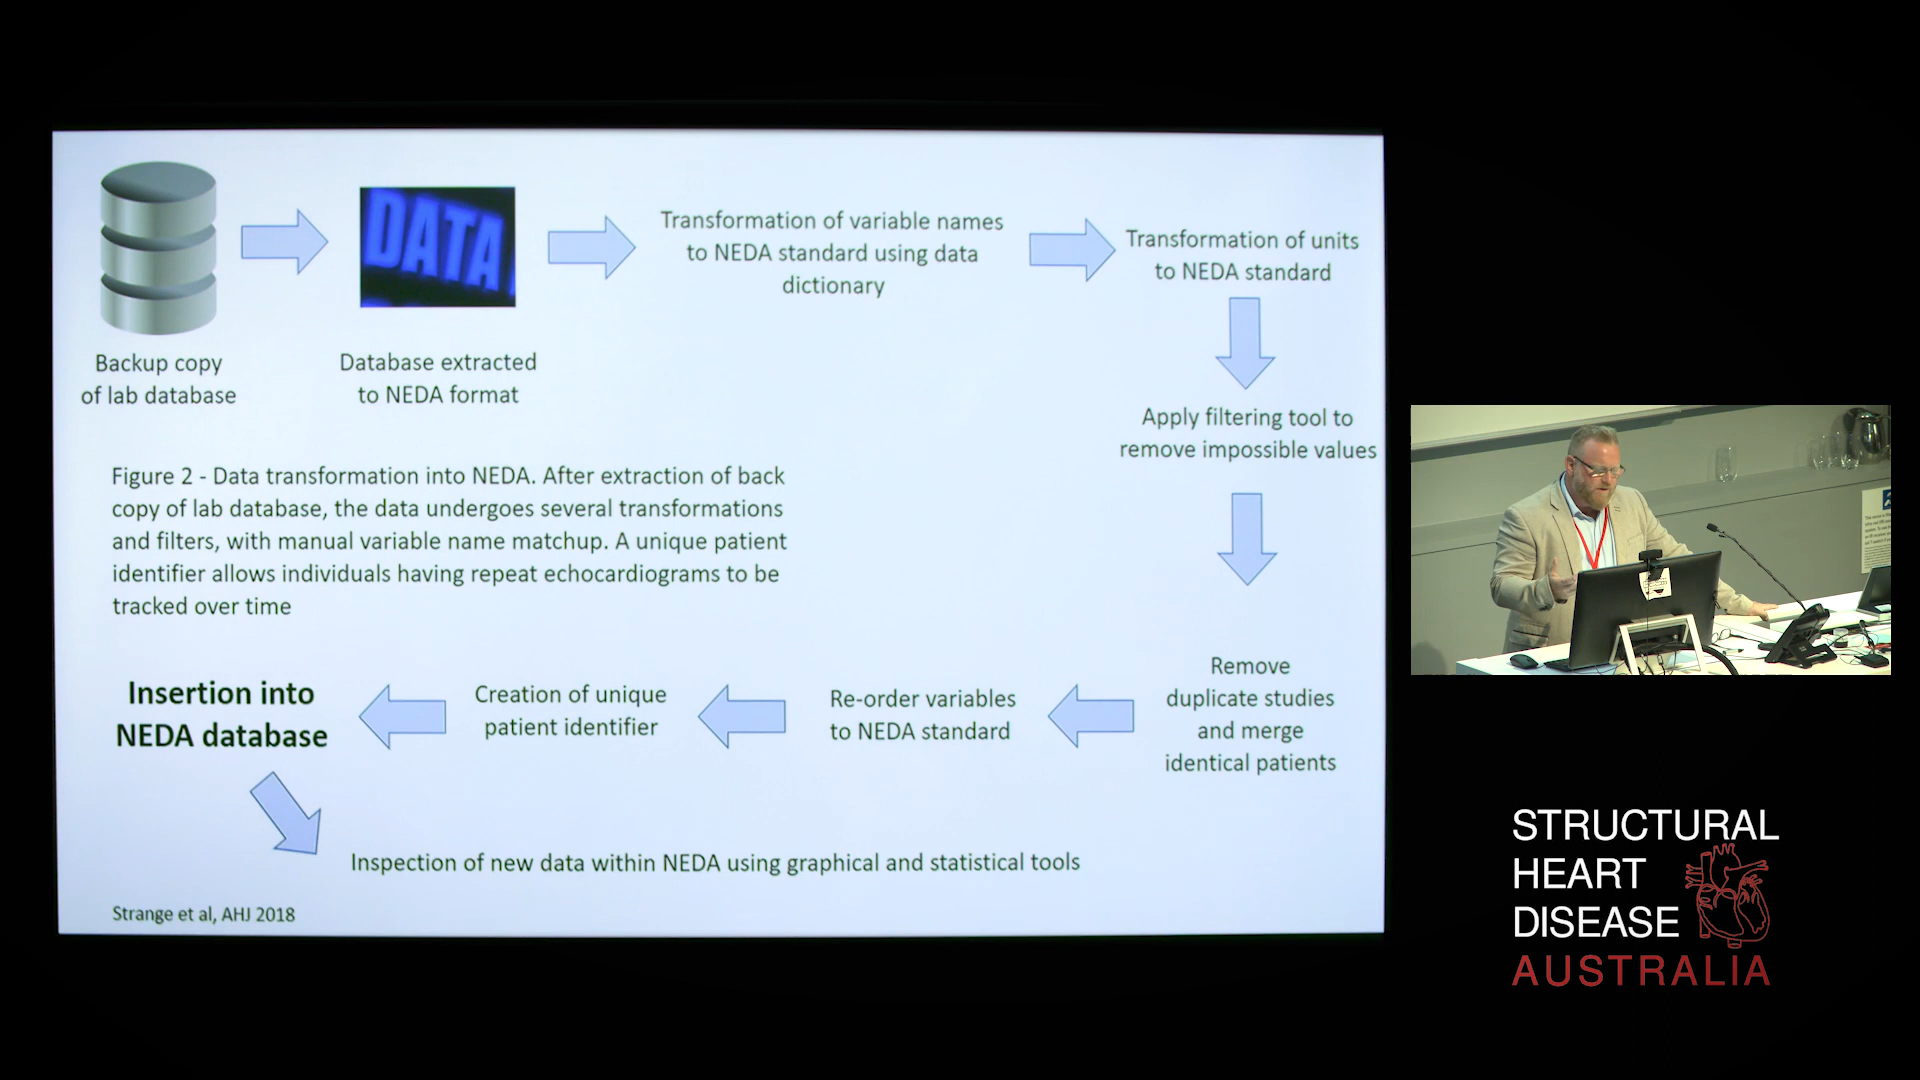 DATA
Transformation of variable names
to NEDA standard using data
dictionary
Transformation of units
to NEDA standard
Backup copy
of lab database
Database extracted
to NEDA format
Apply filtering tool to
remove impossible values
Figure 2 - Data transformation into NEDA. After extraction of back
copy of lab database, the data undergoes several transformations
and filters, with manual variable name matchup. A unique patient
identifier allows individuals having repeat echocardiograms to be
tracked over time
Remove
duplicate studies
and merge
identical patients
Re-order variables
to NEDA standard
Creation of unique
patient identifier
Insertion into
NEDA database
Inspection of new data within NEDA using graphical and statistical tools
Strange et al, AHJ 2018
STRUCTURAL
HEART
DISEASE
AUSTRALIA